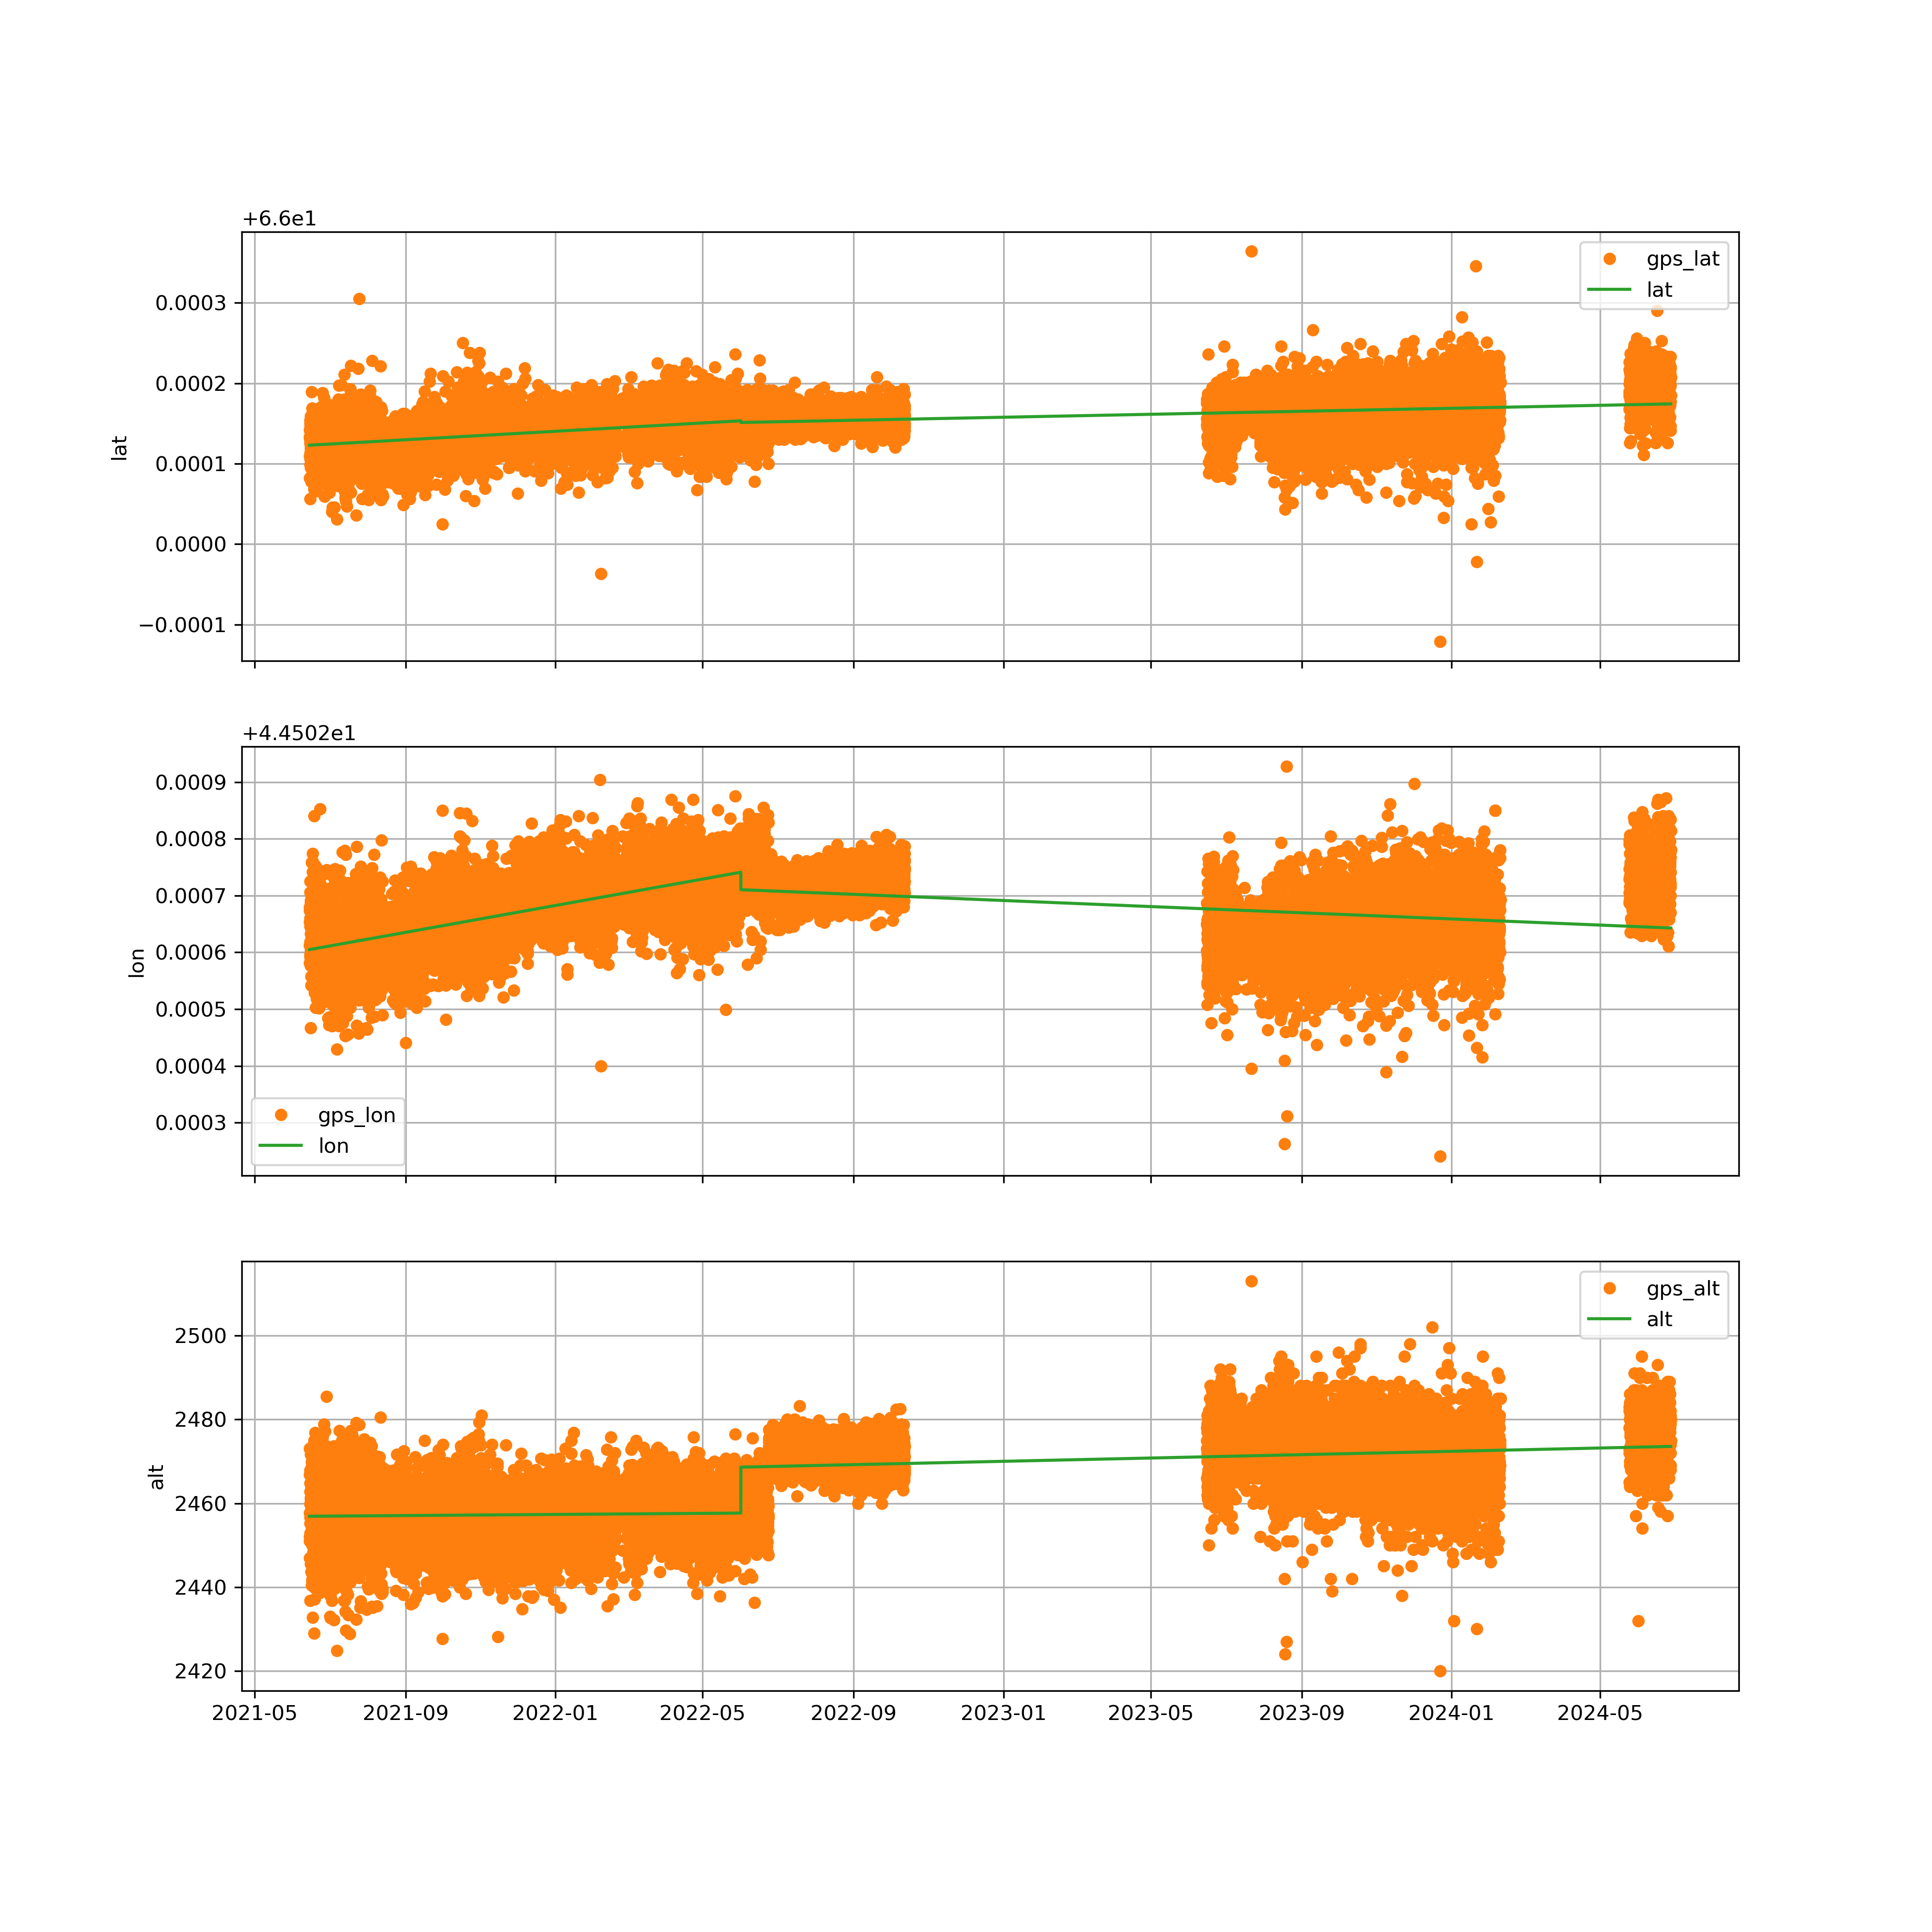 +6.6e1
lat
0.0003
0.0002
0.0001
0.0000
−0.0001
gps_lat
lat
+4.4502e1
lon
0.0009
0.0008
0.0007
0.0006
0.0005
0.0004
0.0003
gps_lon
lon
alt
2500
2480
2460
2440
2420
gps_alt
alt
2021-05 2021-09 2022-01 2022-05 2022-09 2023-01 2023-05 2023-09 2024-01 2024-05